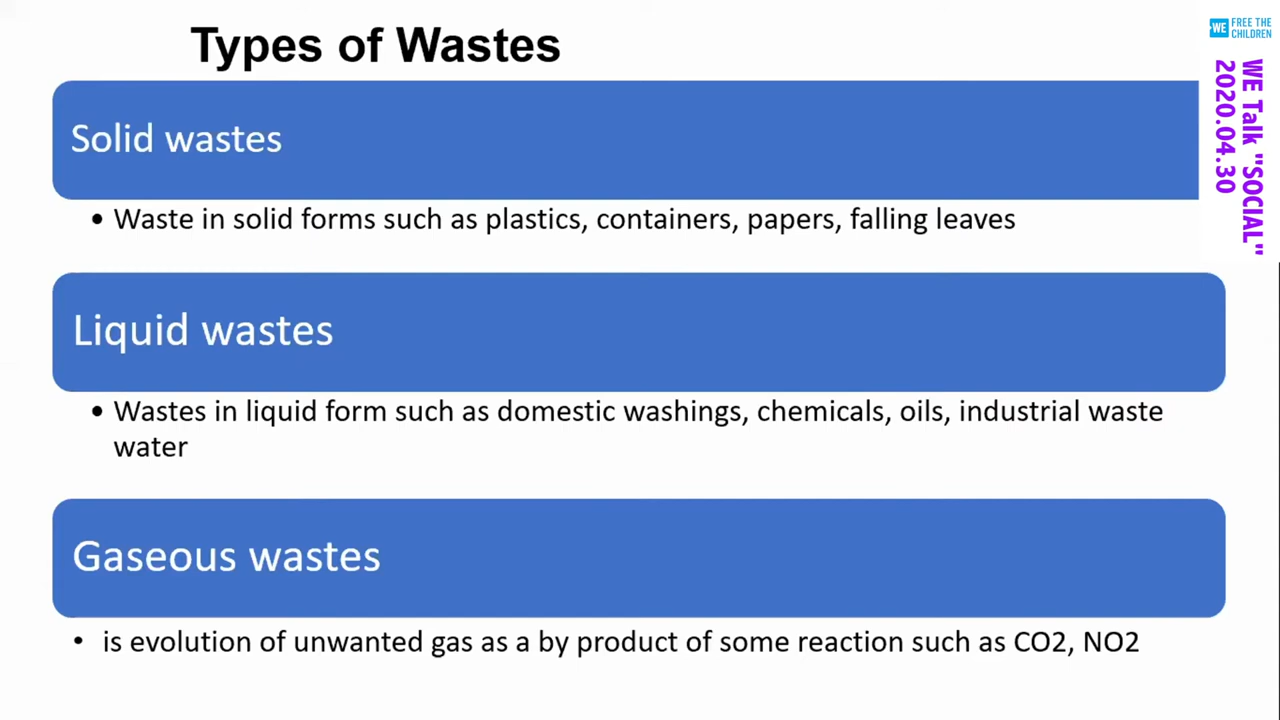 Types of Wastes
Solid wastes
• Waste in solid forms such as plastics, containers, papers, falling leaves
Liquid wastes
• Wastes in liquid form such as domestic washings, chemicals, oils, industrial waste
water
Gaseous wastes
• is evolution of unwanted gas as a by product of some reaction such as CO2, NO2
WE FREE THE
CHILDREN
WE Talk "SOCIAL"
2020.04.30